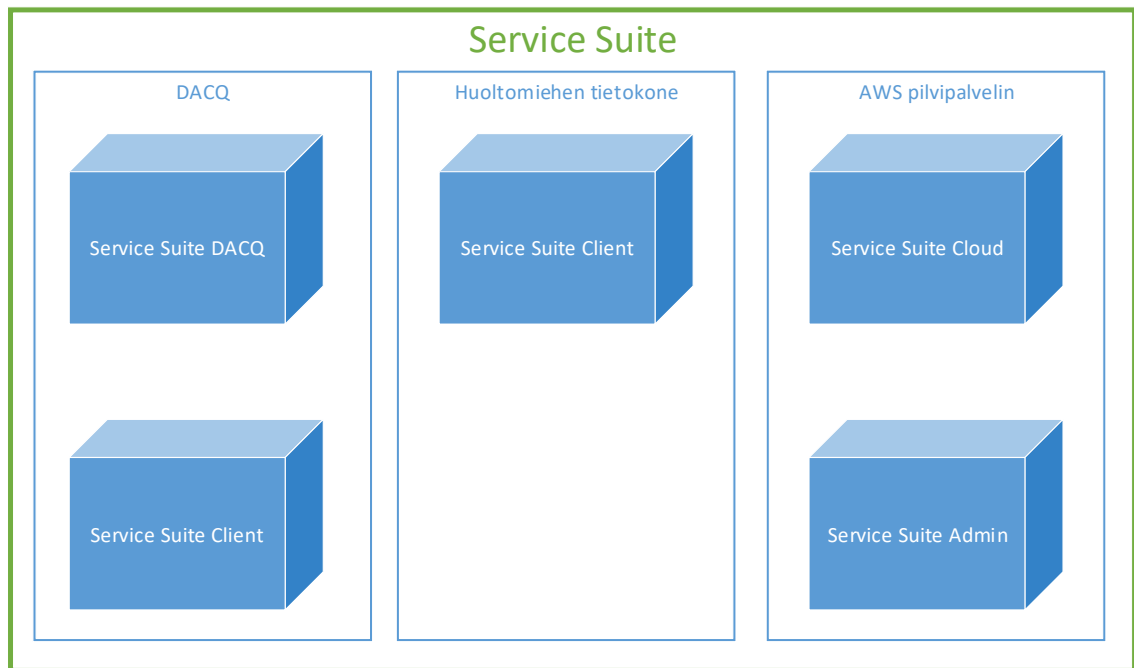 Service Suite
DACQ
Huoltomiehen tietokone
AWS pilvipalvelin
Service Suite DACQ
Service Suite Client
Service Suite Cloud
Service Suite Client
Service Suite Admin